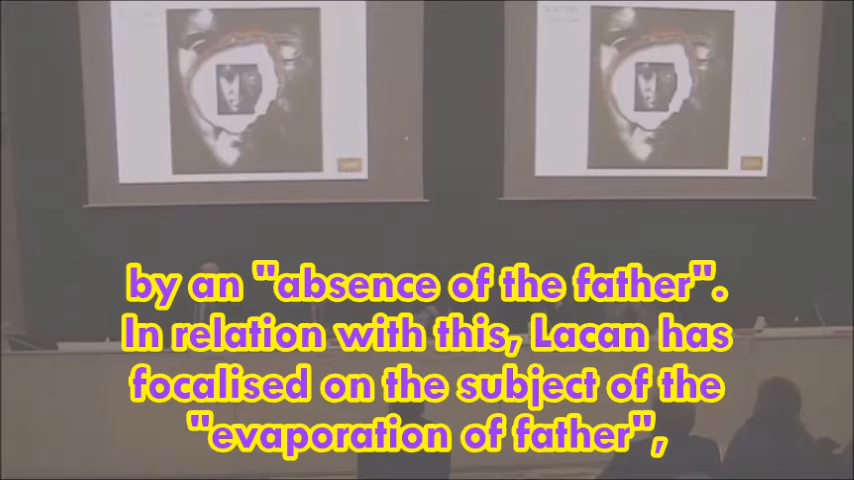 by an "absence of the father".
In relation with this, Lacan has
focalised on the subject of the
"evaporation of father",